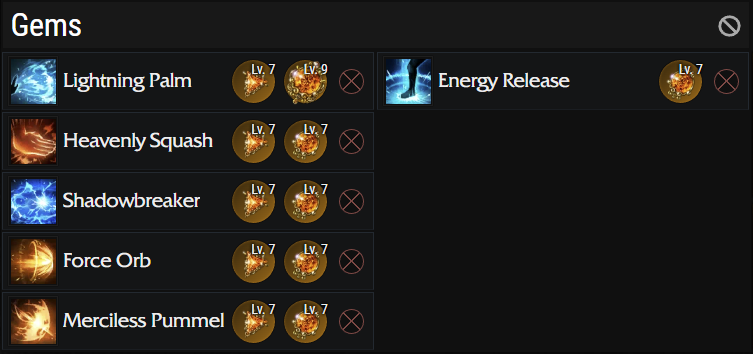 Gems
Lightning Palm Lv. 7 Lv. 9
Energy Release Lv. 7
Heavenly Squash Lv. 7 Lv. 7
Shadowbreaker Lv. 7 Lv. 7
Force Orb Lv. 7 Lv. 7
Merciless Pummel Lv. 7 Lv. 7